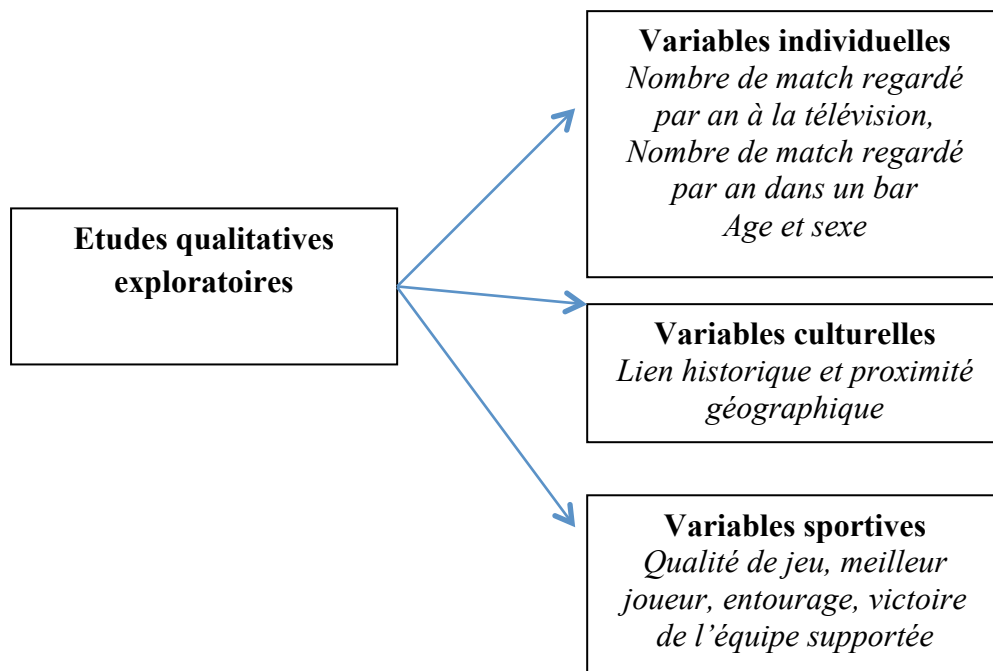 Etudes qualitatives
exploratoires
Variables individuelles
Nombre de match regardé
par an à la télévision,
Nombre de match regardé
par an dans un bar
Age et sexe
Variables culturelles
Lien historique et proximité
géographique
Variables sportives
Qualité de jeu, meilleur
joueur, entourage, victoire
de l’équipe supportée